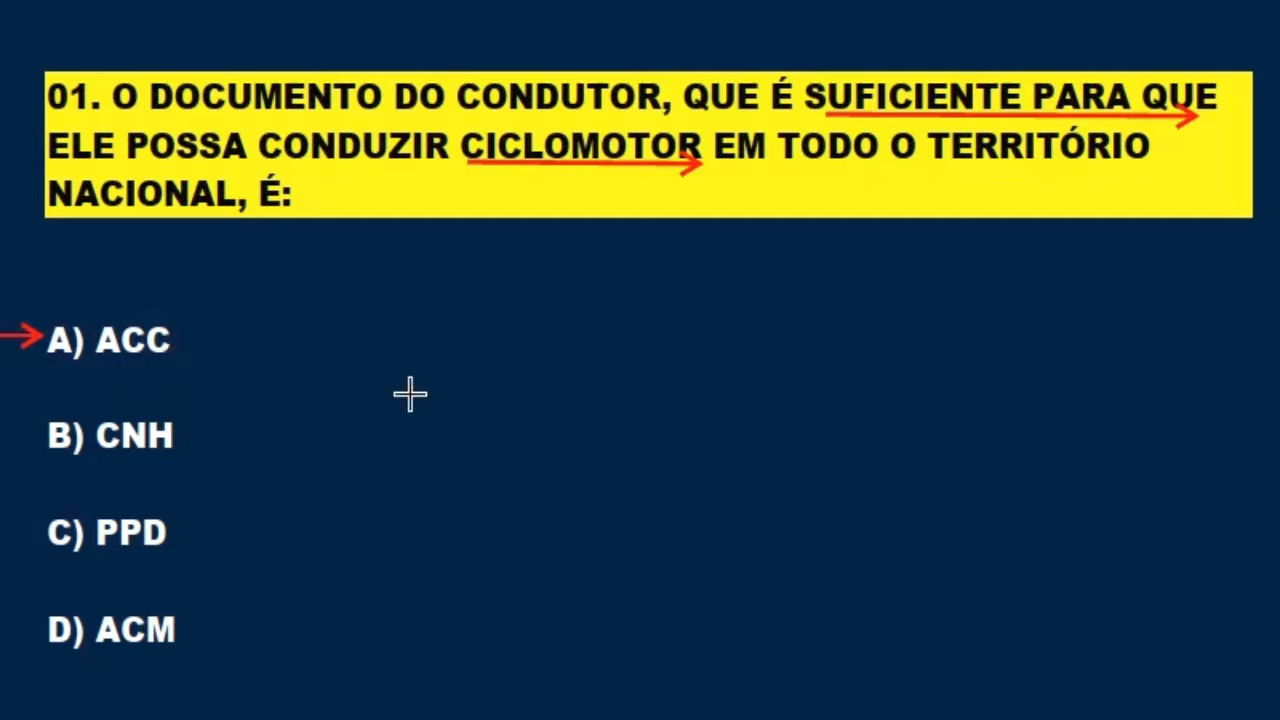 01. O DOCUMENTO DO CONDUTOR, QUE É SUFICIENTE PARA QUE
ELE POSSA CONDUZIR CICLOMOTOR EM TODO O TERRITÓRIO
NACIONAL, É:
A) ACC
B) CNH
C) PPD
D) ACM